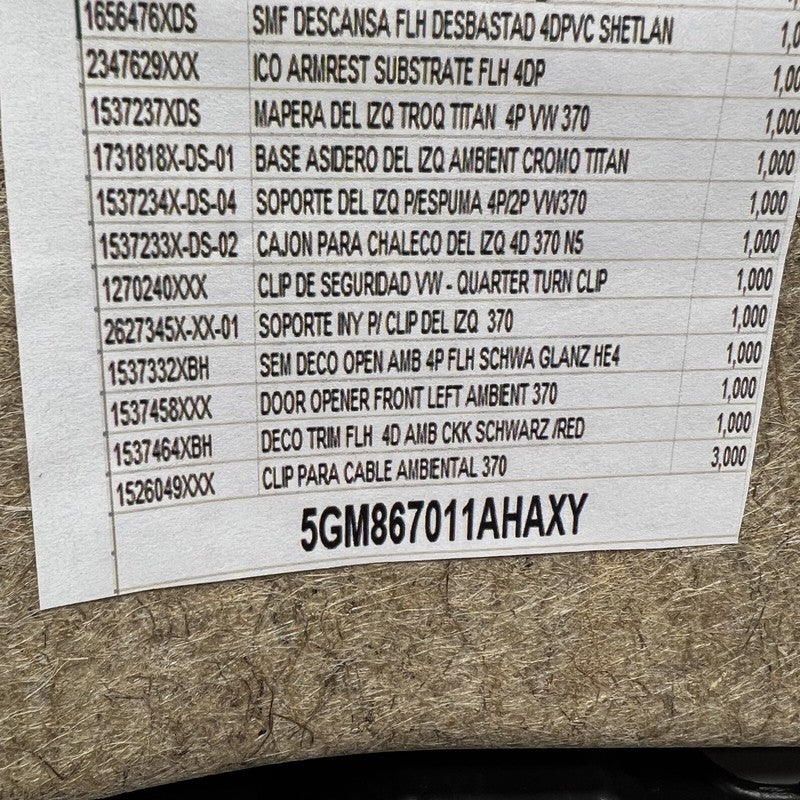 1656476XDS SMF DESCANSA FLH DESBASTAD 4DPVC SHETLAN
2347629XXX ICO ARMREST SUBSTRATE FLH 4DP 1,00
1537237XDS MAPERA DEL IZQ TROQ TITAN 4P VW 370 1,000
1731818X-DS-01 BASE ASIDERO DEL IZQ AMBIENT CROMO TITAN 1,000
1537234X-DS-04 SOPORTE DEL IZQ P/ESPUMA 4P/2P VW370 1,000
1537233X-DS-02 CAJON PARA CHALECO DEL IZQ 4D 370 N5 1,000
1270240XXX CLIP DE SEGURIDAD VW - QUARTER TURN CLIP 1,000
2627345X-XX-01 SOPORTE INY P/ CLIP DEL IZQ 370 1,000
1537332XBH SEM DECO OPEN AMB 4P FLH SCHWA GLANZ HE4 1,000
1537458XXX DOOR OPENER FRONT LEFT AMBIENT 370 1,000
1537464XBH DECO TRIM FLH 4D AMB CKK SCHWARZ /RED 1,000
1526049XXX CLIP PARA CABLE AMBIENTAL 370 3,000
5GM867011AHAXY